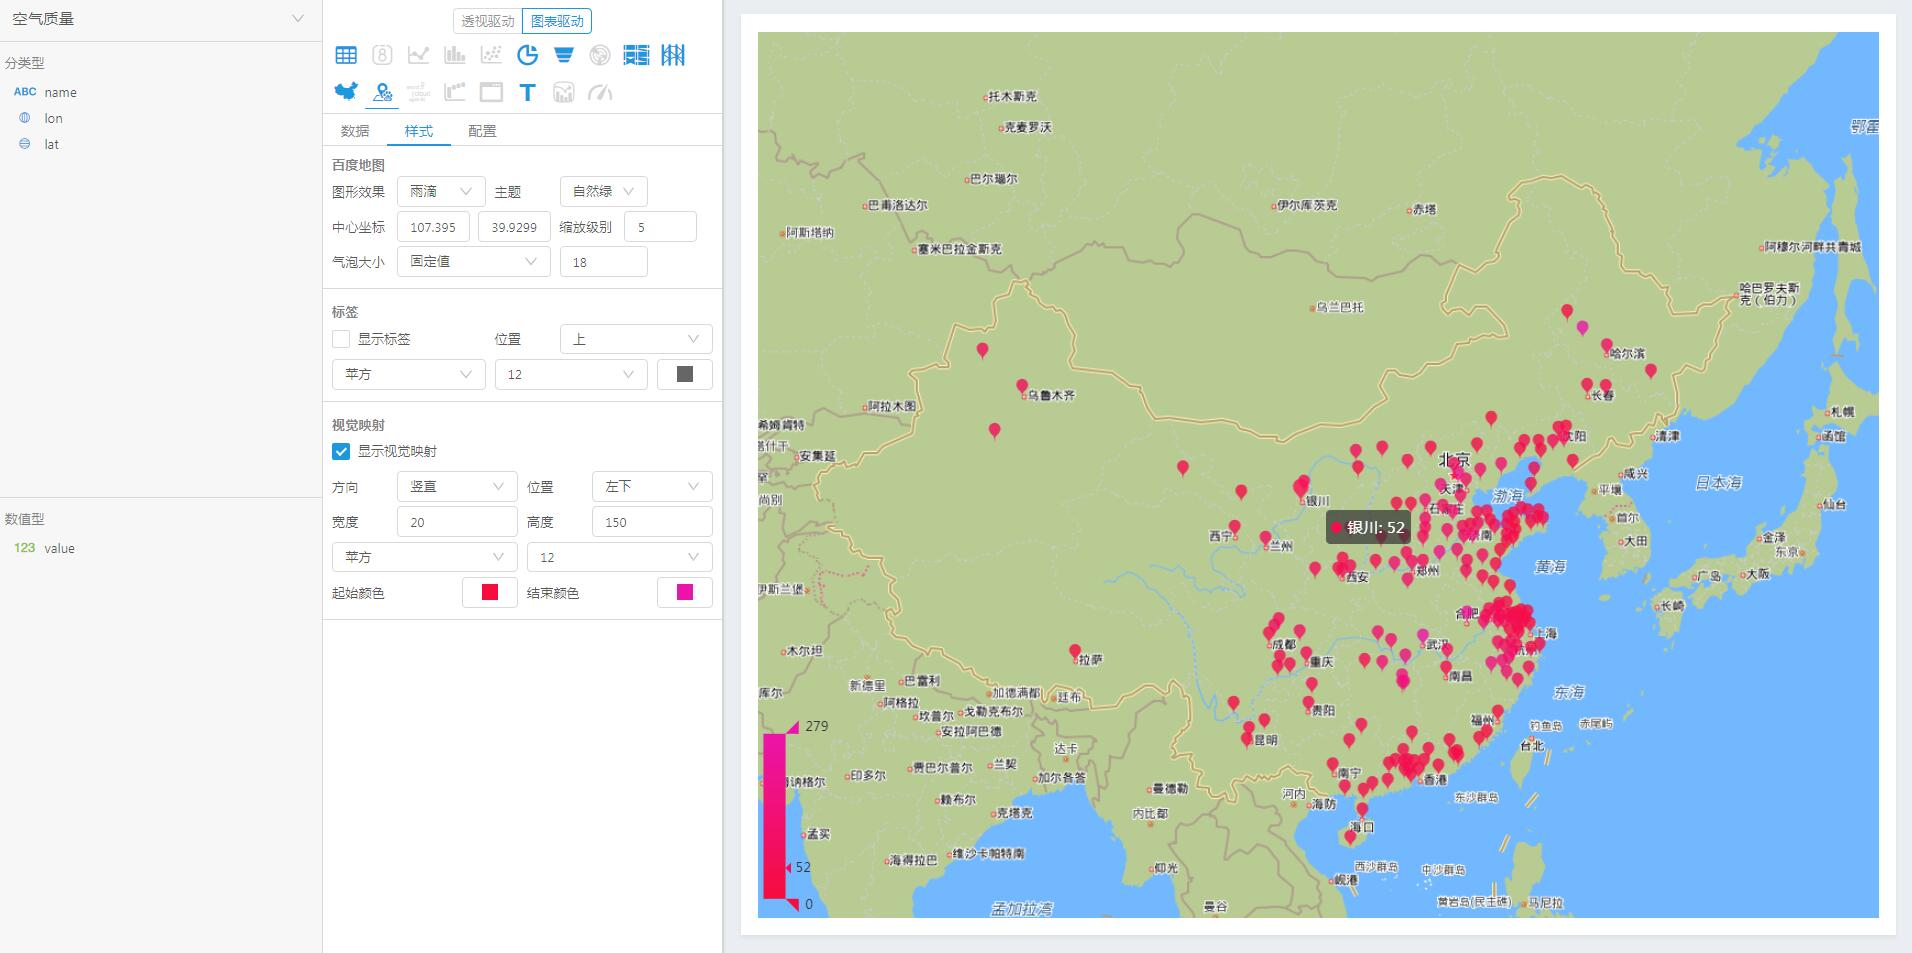 空气质量
分类型
ABC name
lon
lat
数值型
123 value
透视驱动 图表驱动
数据 样式 配置
百度地图
图形效果 雨滴 主题 自然绿
中心坐标 107.395 39.9299 缩放级别 5
气泡大小 固定值 18
标签
显示标签 位置 上
苹方 12
视觉映射
显示视觉映射
方向 竖直 位置 左下
宽度 20 高度 150
苹方 12
起始颜色 结束颜色
托木斯克
克麦罗沃
鄂霍
巴尔瑙尔
巴甫洛达尔
伊尔库茨克
赤塔
阿斯塔纳
塞米巴拉金斯克
阿穆尔河畔共青城
哈巴罗夫斯
克（伯力）
乌兰巴托
哈尔滨
乌鲁木齐
长春
阿拉木图
札幌
希姆肯特
塔什干
安集延
沈阳
清津
函馆
北京
咸兴
日本海
天津
平壤
渤海
仙台
银川
石家庄
首尔
银川: 52
西宁
兰州
济南
大田
金泽
东京
西安
郑州
黄海
广岛
大阪
伊斯兰堡
长崎
合肥
上海
成都
武汉
杭州
木尔坦
拉萨
重庆
南昌
新德里
巴雷利
加德满都
廷布
东海
阿格拉
坎普尔
戈勒克布尔
贵阳
福州
钓鱼岛
赤尾屿
安拉阿巴德
昆明
台北
达卡
279
印多尔
贾巴尔普尔
兰契
加尔各答
南宁
香港
赖布尔
曼德勒
河内
海防
东沙群岛
克塔克
内比都
孟买
海口
海得拉巴
维沙卡帕特南
52
仰光
西沙群岛
中沙群岛
岘港
0
孟加拉湾
曼谷
黄岩岛(民主礁)
马尼拉